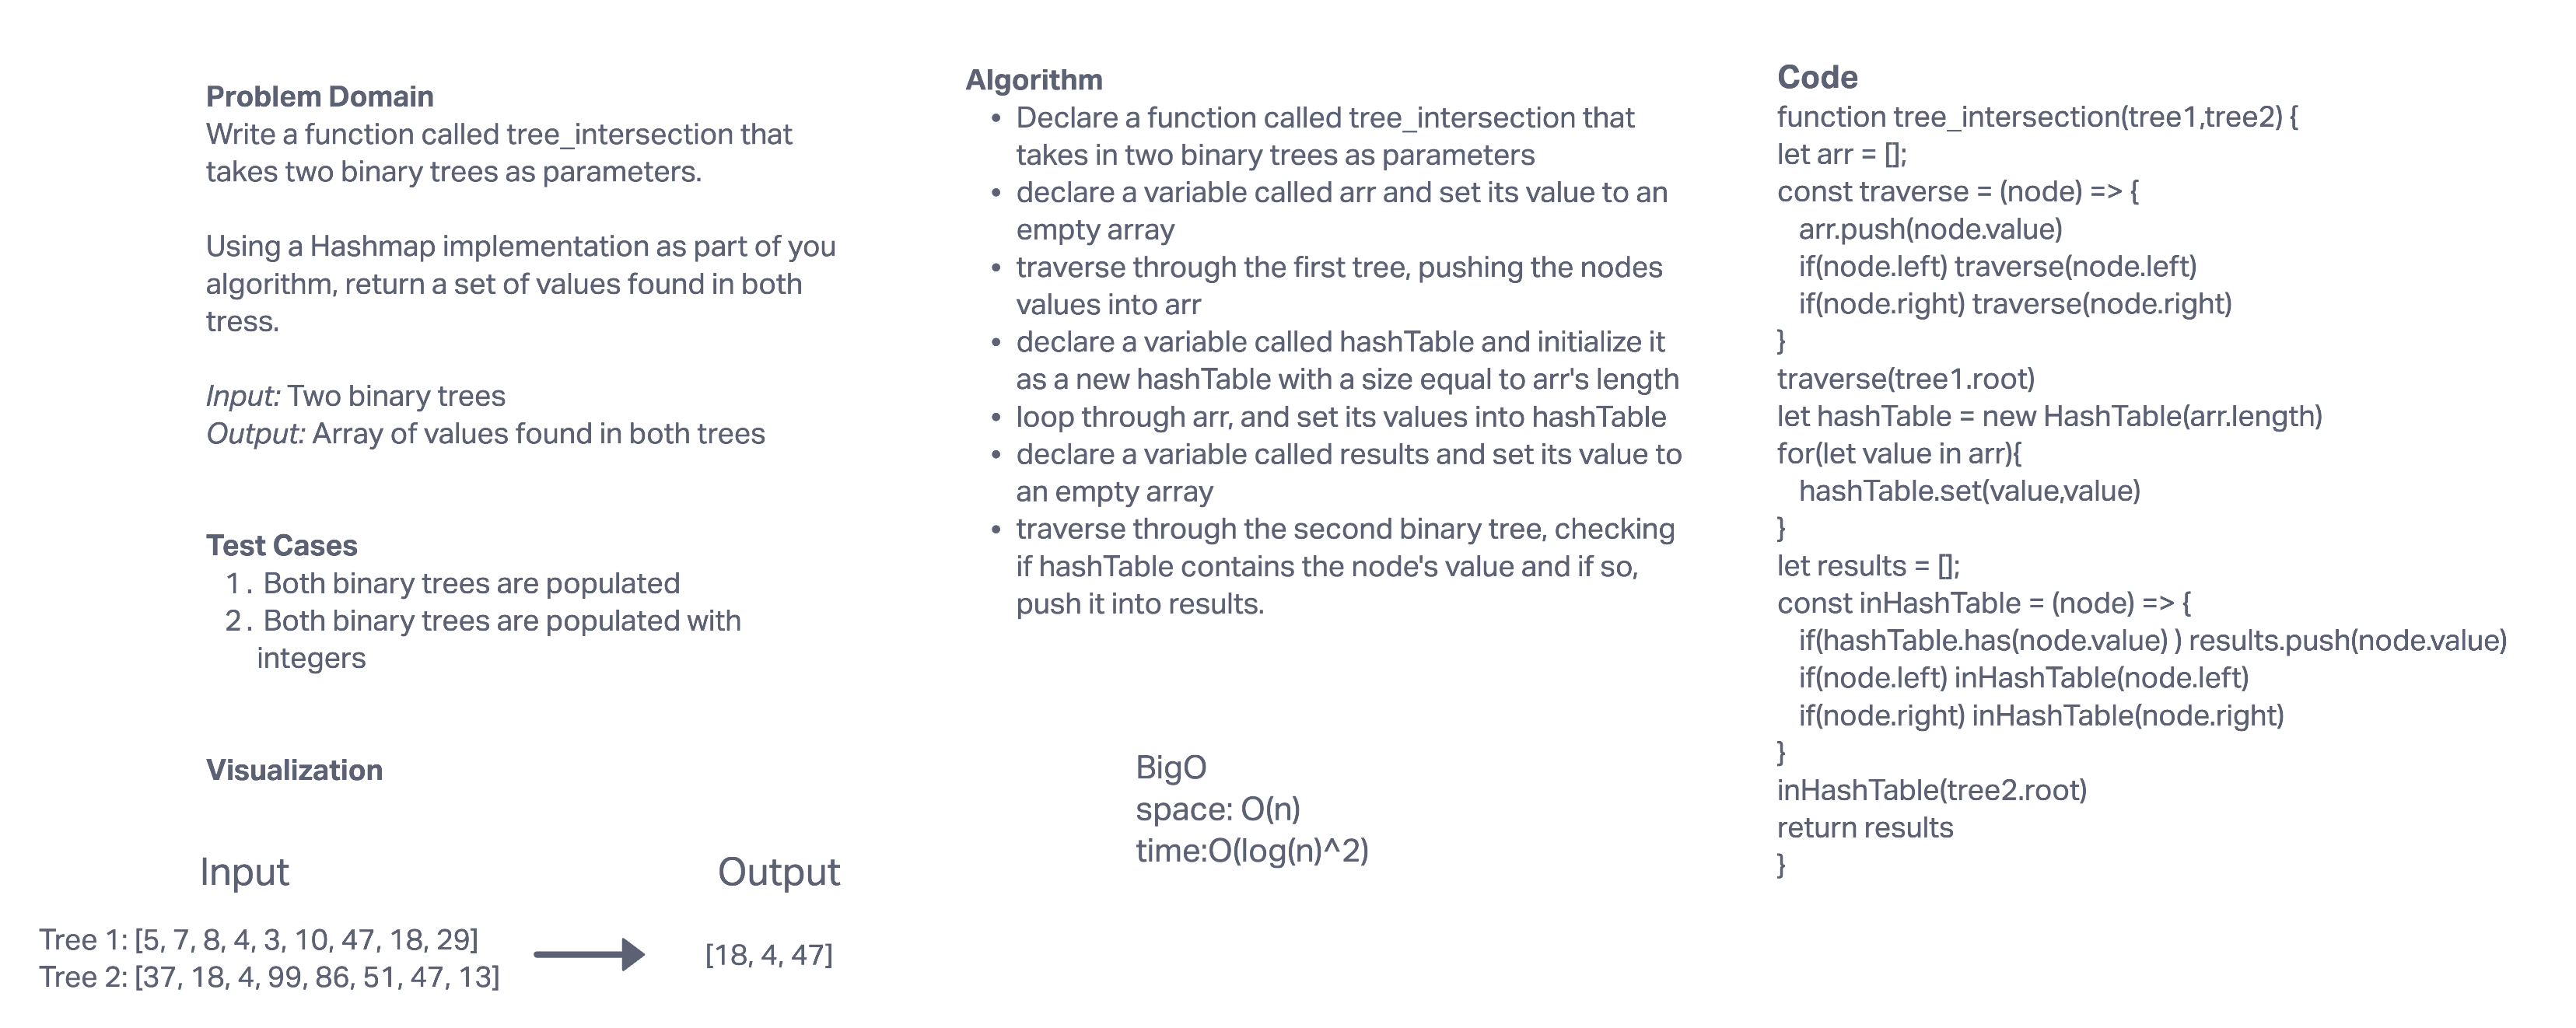 Problem Domain
Write a function called tree_intersection that
takes two binary trees as parameters.
Using a Hashmap implementation as part of you
algorithm, return a set of values found in both
tress.
Input: Two binary trees
Output: Array of values found in both trees
Test Cases
1. Both binary trees are populated
2. Both binary trees are populated with
integers
Visualization
Input
Output
Tree 1: [5, 7, 8, 4, 3, 10, 47, 18, 29]
Tree 2: [37, 18, 4, 99, 86, 51, 47, 13]
[18, 4, 47]
Algorithm
• Declare a function called tree_intersection that
takes in two binary trees as parameters
• declare a variable called arr and set its value to an
empty array
• traverse through the first tree, pushing the nodes
values into arr
• declare a variable called hashTable and initialize it
as a new hashTable with a size equal to arr's length
• loop through arr, and set its values into hashTable
• declare a variable called results and set its value to
an empty array
• traverse through the second binary tree, checking
if hashTable contains the node's value and if so,
push it into results.
BigO
space: O(n)
time:O(log(n)^2)
Code
function tree_intersection(tree1,tree2) {
let arr = [];
const traverse = (node) => {
arr.push(node.value)
if(node.left) traverse(node.left)
if(node.right) traverse(node.right)
}
traverse(tree1.root)
let hashTable = new HashTable(arr.length)
for(let value in arr){
hashTable.set(value,value)
}
let results = [];
const inHashTable = (node) => {
if(hashTable.has(node.value) ) results.push(node.value)
if(node.left) inHashTable(node.left)
if(node.right) inHashTable(node.right)
}
inHashTable(tree2.root)
return results
}